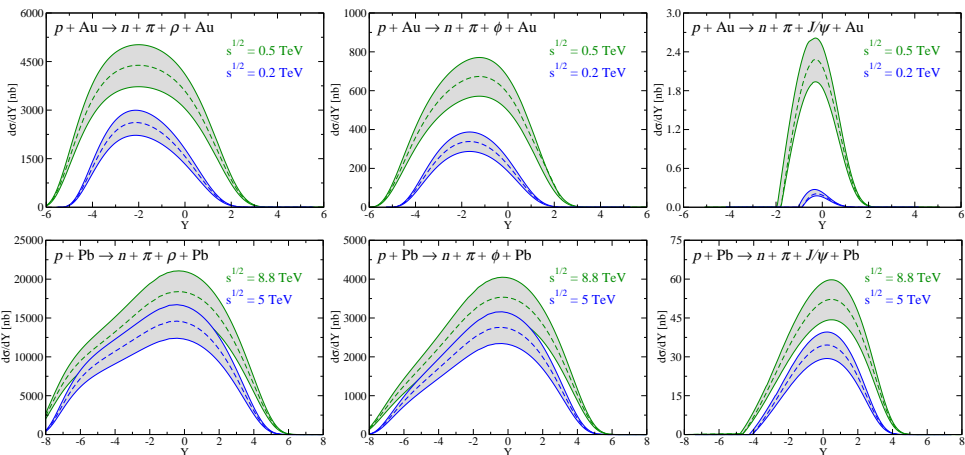 p + Au → n + π + ρ + Au
s^1/2 = 0.5 TeV
s^1/2 = 0.2 TeV
dσ/dY [nb]
6000
4500
3000
1500
0
-6 -4 -2 0 2 4 6
Y
p + Au → n + π + ϕ + Au
s^1/2 = 0.5 TeV
s^1/2 = 0.2 TeV
dσ/dY [nb]
1000
800
600
400
200
0
-6 -4 -2 0 2 4 6
Y
p + Au → n + π + J/ψ + Au
s^1/2 = 0.5 TeV
s^1/2 = 0.2 TeV
dσ/dY [nb]
3.0
2.4
1.8
1.2
0.6
0.0
-6 -4 -2 0 2 4 6
Y
p + Pb → n + π + ρ + Pb
s^1/2 = 8.8 TeV
s^1/2 = 5 TeV
dσ/dY [nb]
25000
20000
15000
10000
5000
0
-8 -6 -4 -2 0 2 4 6 8
Y
p + Pb → n + π + ϕ + Pb
s^1/2 = 8.8 TeV
s^1/2 = 5 TeV
dσ/dY [nb]
5000
4000
3000
2000
1000
0
-8 -6 -4 -2 0 2 4 6 8
Y
p + Pb → n + π + J/ψ + Pb
s^1/2 = 8.8 TeV
s^1/2 = 5 TeV
dσ/dY [nb]
75
60
45
30
15
0
-8 -6 -4 -2 0 2 4 6 8
Y